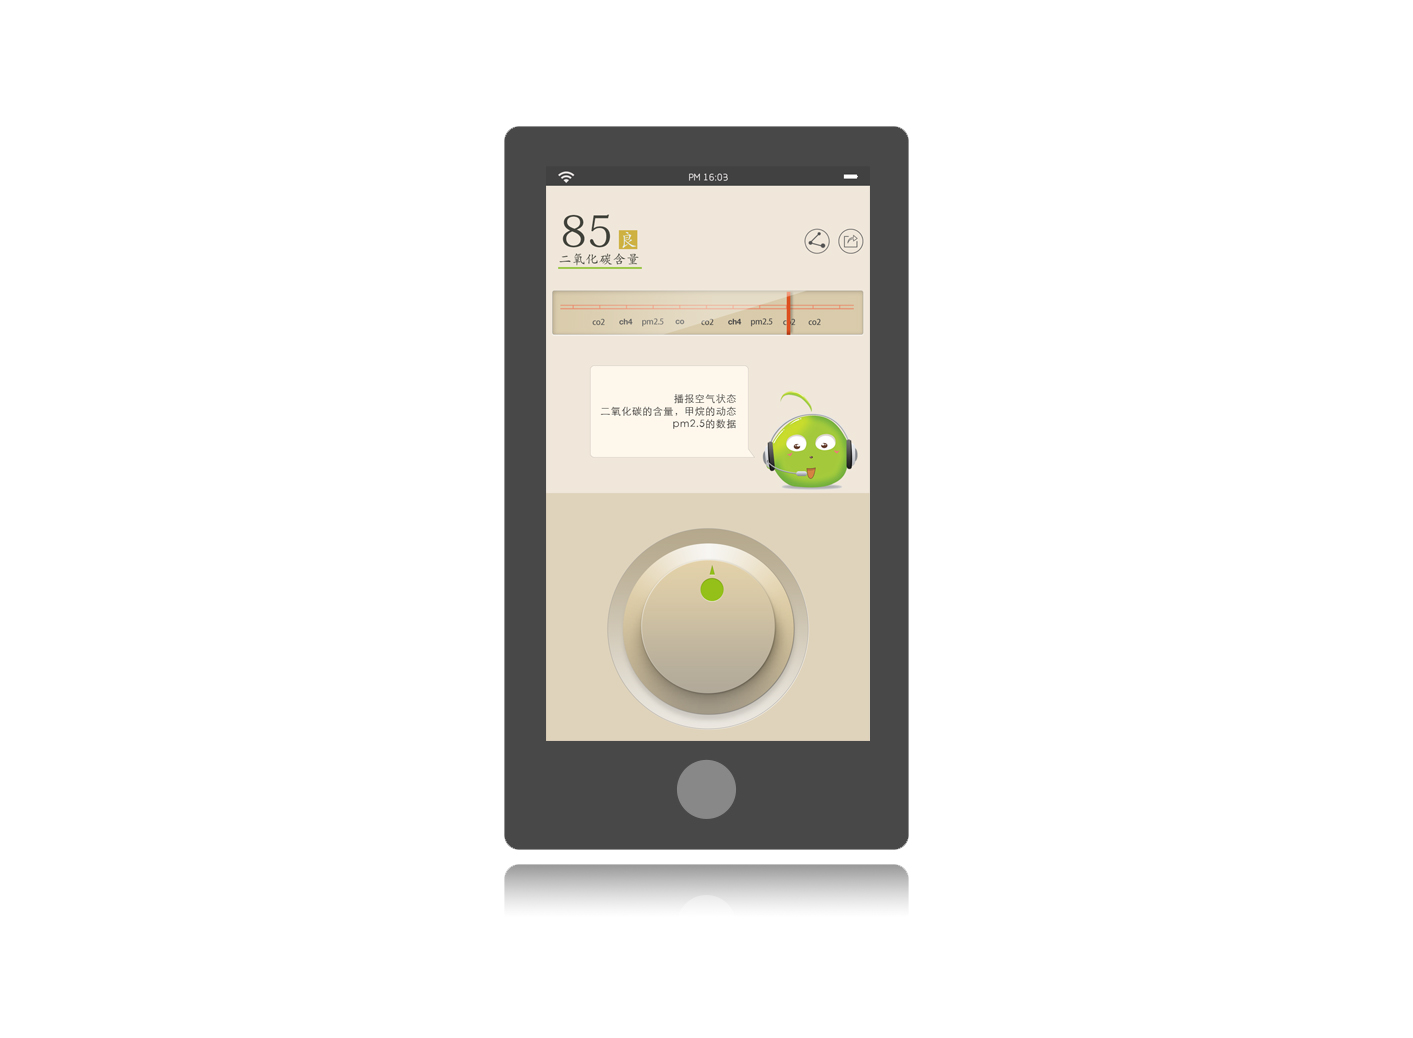 PM 16:03
85 良
二氧化碳含量
co2 ch4 pm2.5 co co2 ch4 pm2.5 co2 co2
播报空气状态
二氧化碳的含量，甲烷的动态
pm2.5的数据